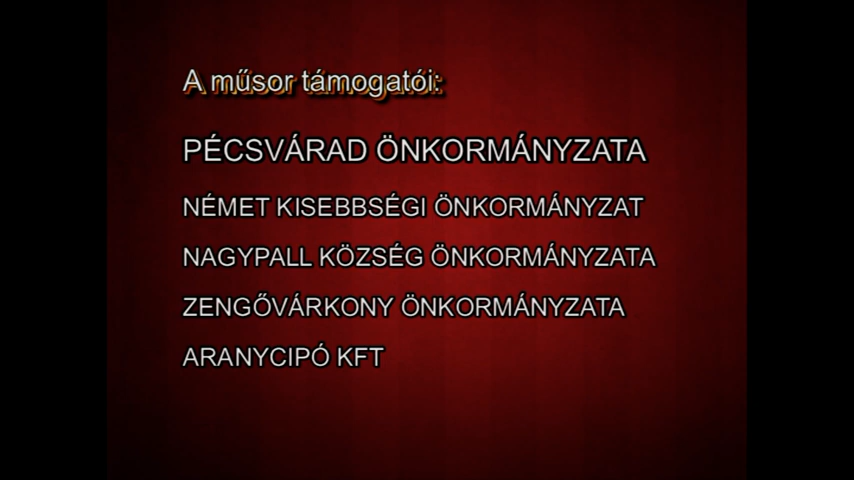 A műsor támogatói:
PÉCSVÁRAD ÖNKORMÁNYZATA
NÉMET KISEBBSÉGI ÖNKORMÁNYZAT
NAGYPALL KÖZSÉG ÖNKORMÁNYZATA
ZENGŐVÁRKONY ÖNKORMÁNYZATA
ARANYCIPÓ KFT